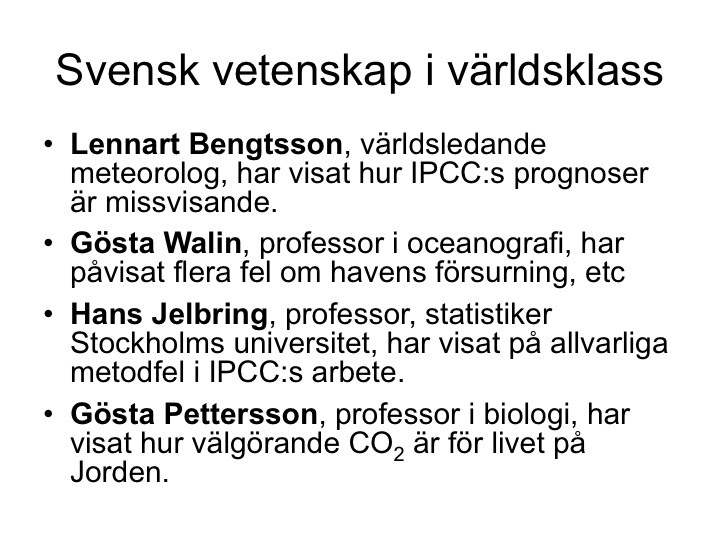 Svensk vetenskap i världsklass
• Lennart Bengtsson, världsledande
meteorolog, har visat hur IPCC:s prognoser
är missvisande.
• Gösta Walin, professor i oceanografi, har
påvisat flera fel om havens försurning, etc
• Hans Jelbring, professor, statistiker
Stockholms universitet, har visat på allvarliga
metodfel i IPCC:s arbete.
• Gösta Pettersson, professor i biologi, har
visat hur välgörande CO₂ är för livet på
Jorden.